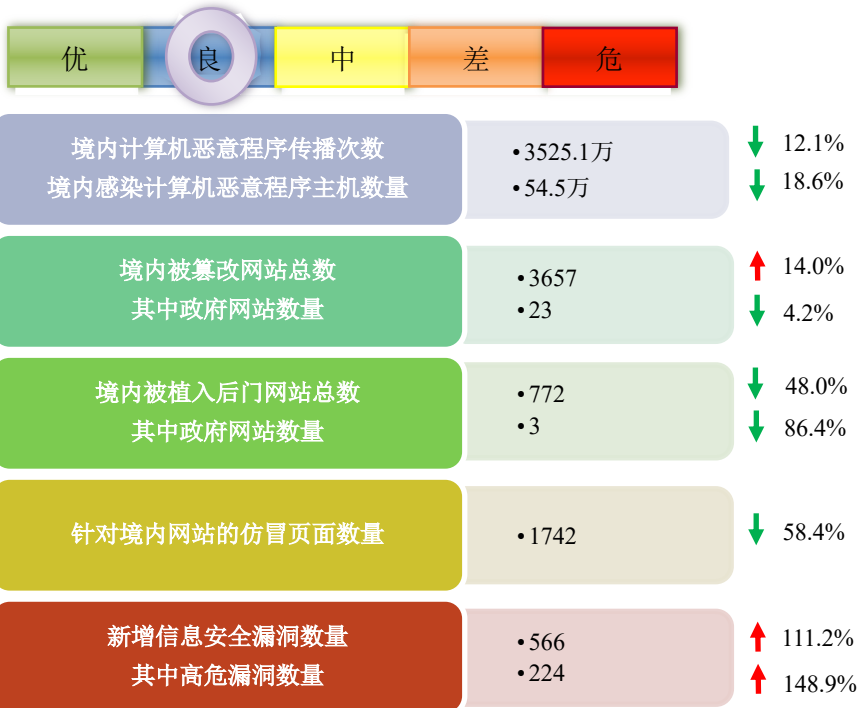 优 良 中 差 危
境内计算机恶意程序传播次数 •3525.1万 12.1%
境内感染计算机恶意程序主机数量 •54.5万 18.6%
境内被篡改网站总数 •3657 14.0%
其中政府网站数量 •23 4.2%
境内被植入后门网站总数 •772 48.0%
其中政府网站数量 •3 86.4%
针对境内网站的仿冒页面数量 •1742 58.4%
新增信息安全漏洞数量 •566 111.2%
其中高危漏洞数量 •224 148.9%